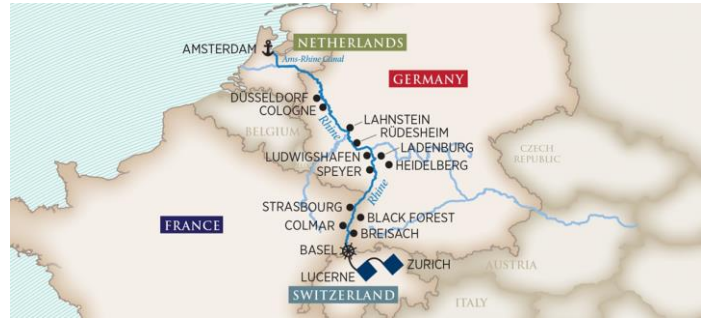 AMSTERDAM
NETHERLANDS
Ams-Rhine Canal
GERMANY
DÜSSELDORF
COLOGNE
LAHNSTEIN
BELGIUM
Rhine
RÜDESHEIM
LADENBURG
CZECH
REPUBLIC
LUDWIGSHAFEN
HEIDELBERG
SPEYER
Rhine
STRASBOURG
FRANCE
BLACK FOREST
COLMAR
BREISACH
BASEL
ZURICH
AUSTRIA
LUCERNE
SWITZERLAND
ITALY